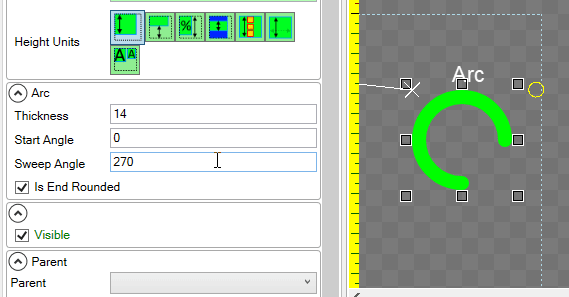 Height Units
%
A A
Arc
Thickness
14
Start Angle
0
Sweep Angle
270
Is End Rounded
Visible
Parent
Parent
Arc